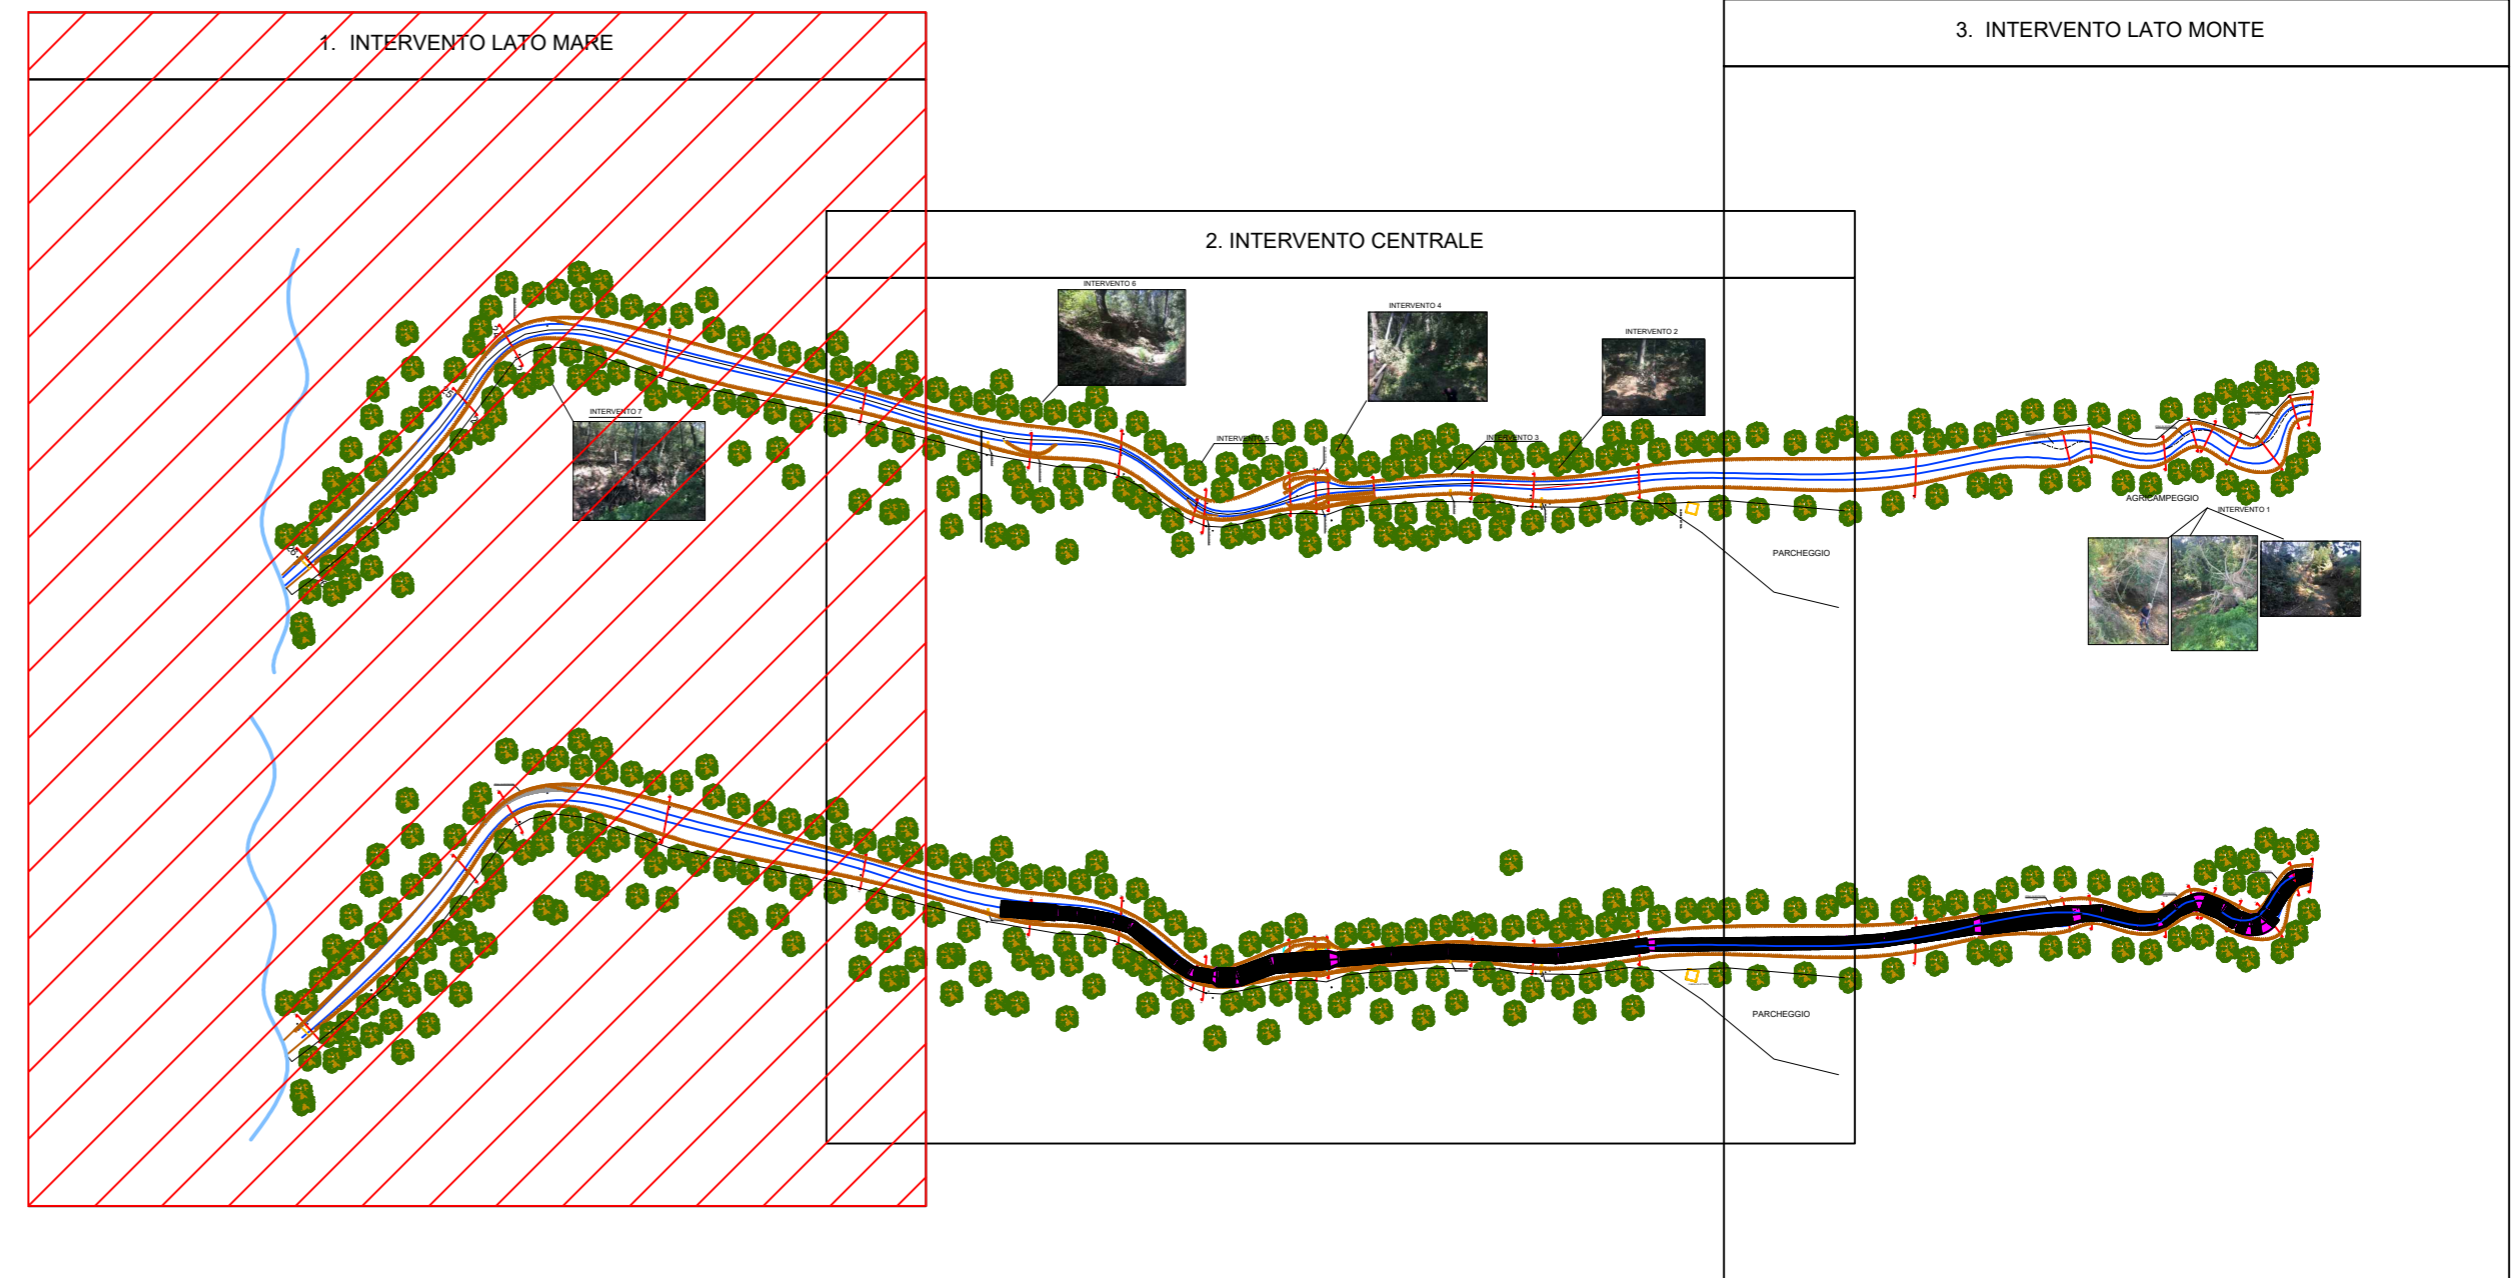 1. INTERVENTO LATO MARE
3. INTERVENTO LATO MONTE
2. INTERVENTO CENTRALE
INTERVENTO 6
INTERVENTO 4
INTERVENTO 2
INTERVENTO 7
INTERVENTO 5
INTERVENTO 3
AGRICAMPEGGIO
INTERVENTO 1
PARCHEGGIO
PARCHEGGIO